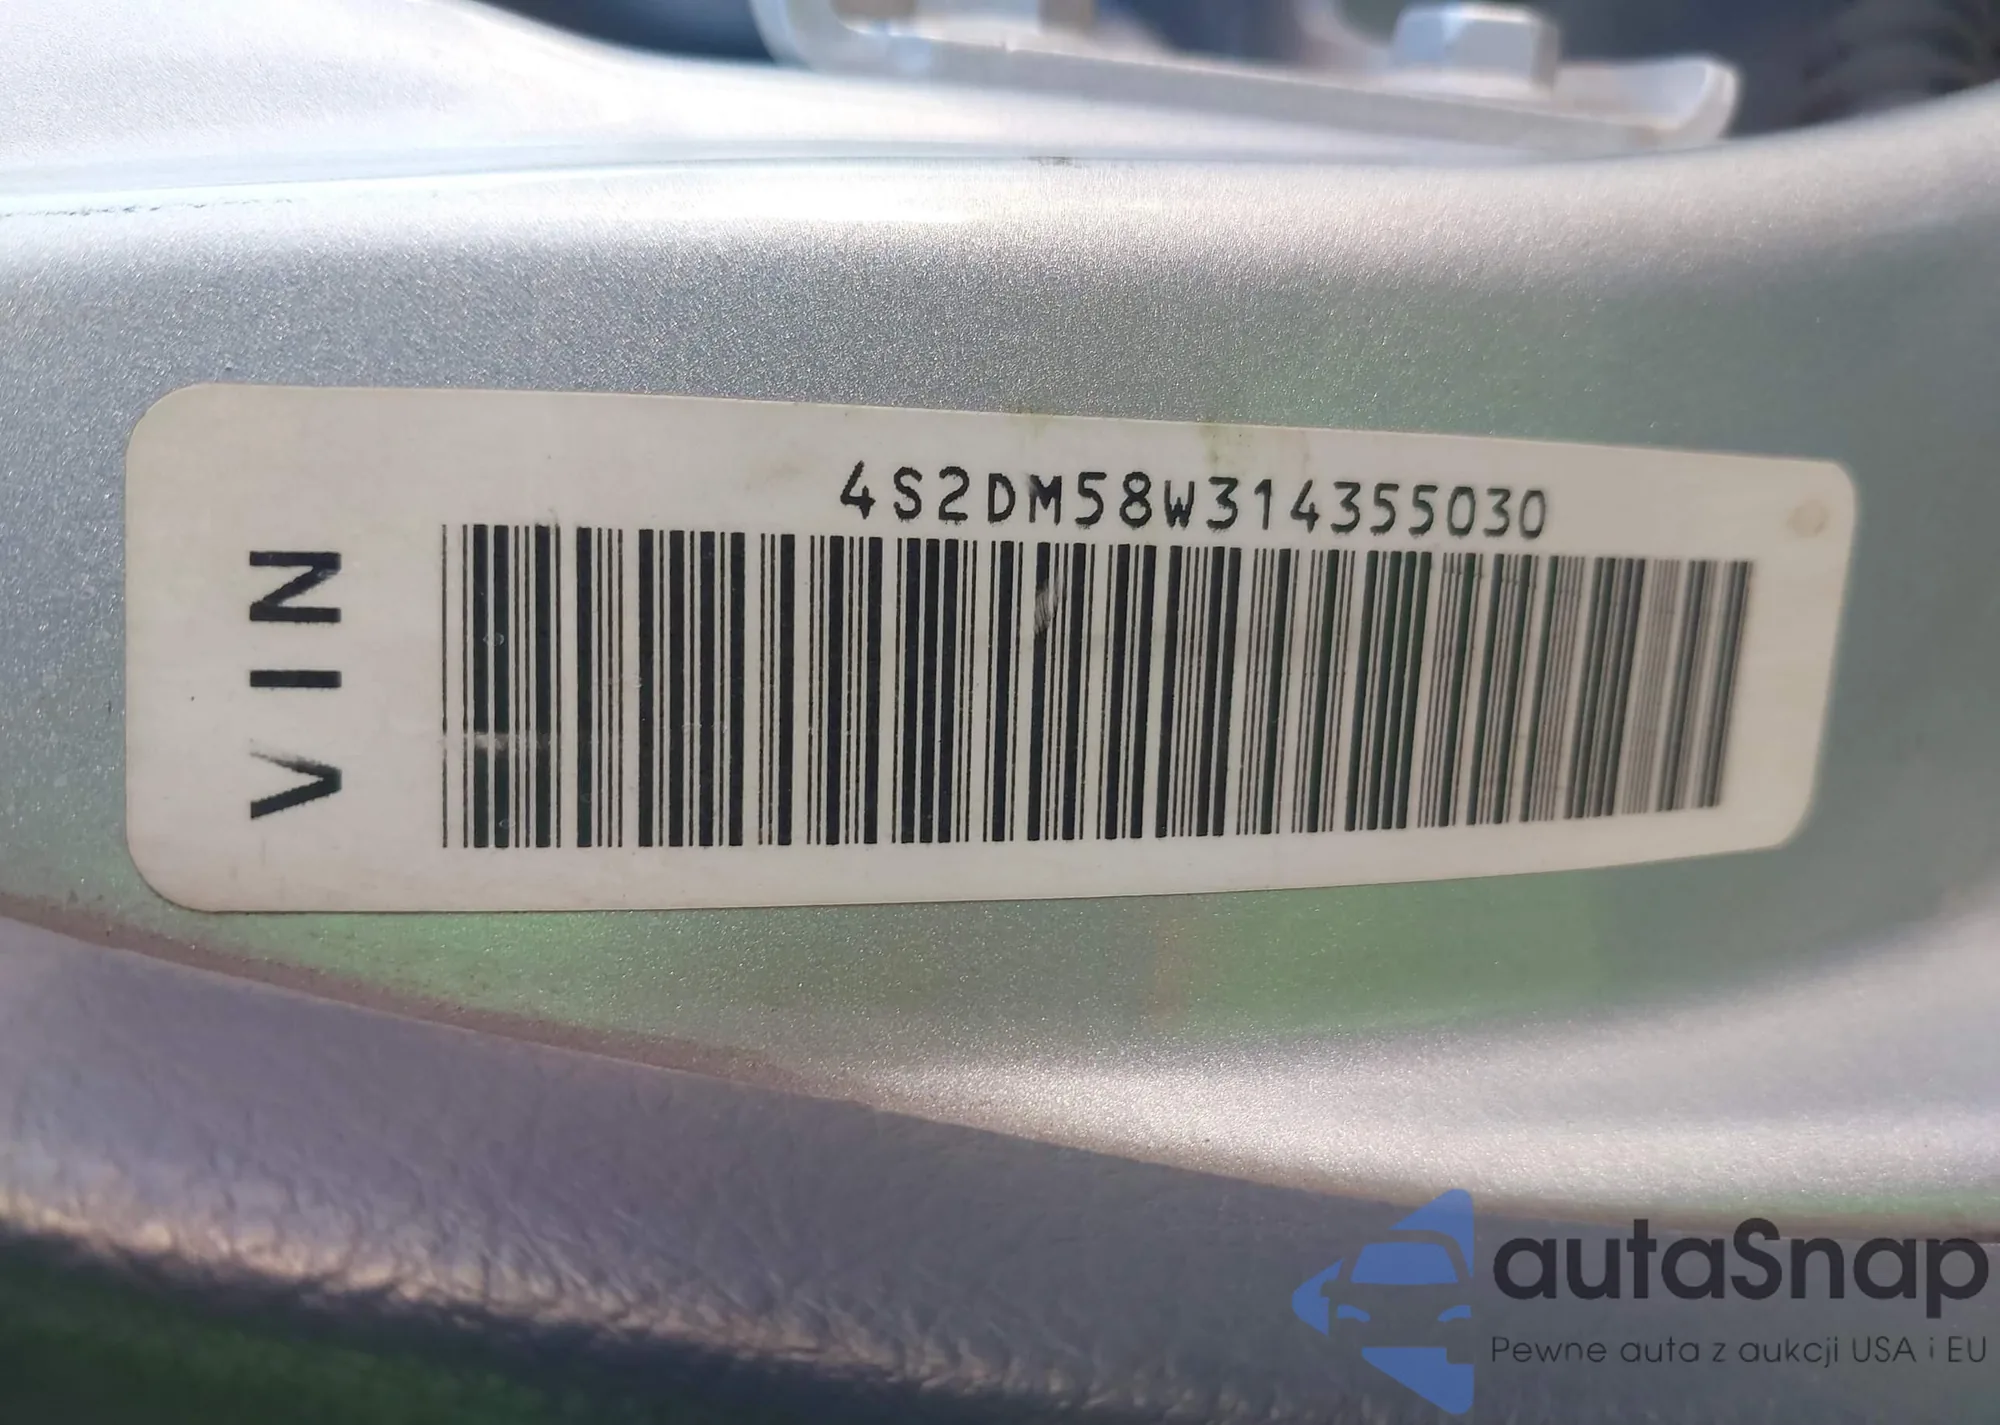 4S2DM58W314355030
VIN
autaSnap
Pewne auta z aukcji USA i EU